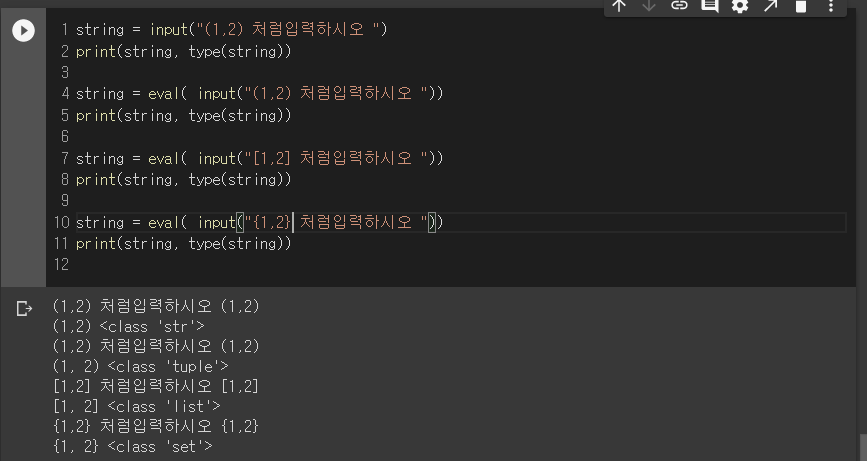 1 string = input("(1,2) 처럼입력하시오 ")
2 print(string, type(string))
3
4 string = eval( input("(1,2) 처럼입력하시오 "))
5 print(string, type(string))
6
7 string = eval( input("[1,2] 처럼입력하시오 "))
8 print(string, type(string))
9
10 string = eval( input("{1,2} 처럼입력하시오 "))
11 print(string, type(string))
12
(1,2) 처럼입력하시오 (1,2)
(1,2) <class 'str'>
(1,2) 처럼입력하시오 (1,2)
(1, 2) <class 'tuple'>
[1,2] 처럼입력하시오 [1,2]
[1, 2] <class 'list'>
{1,2} 처럼입력하시오 {1,2}
{1, 2} <class 'set'>